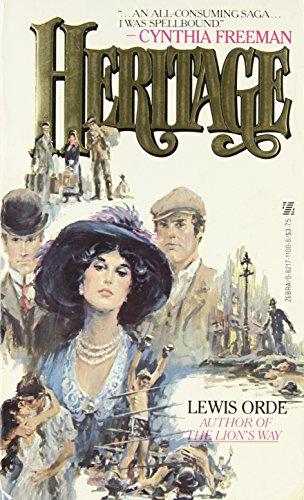 "...AN ALL-CONSUMING SAGA...
I WAS SPELLBOUND."
– CYNTHIA FREEMAN
HERITAGE
ZEBRA/0-8217-1100-8/$3.75
LEWIS ORDE
AUTHOR OF
THE LION'S WAY